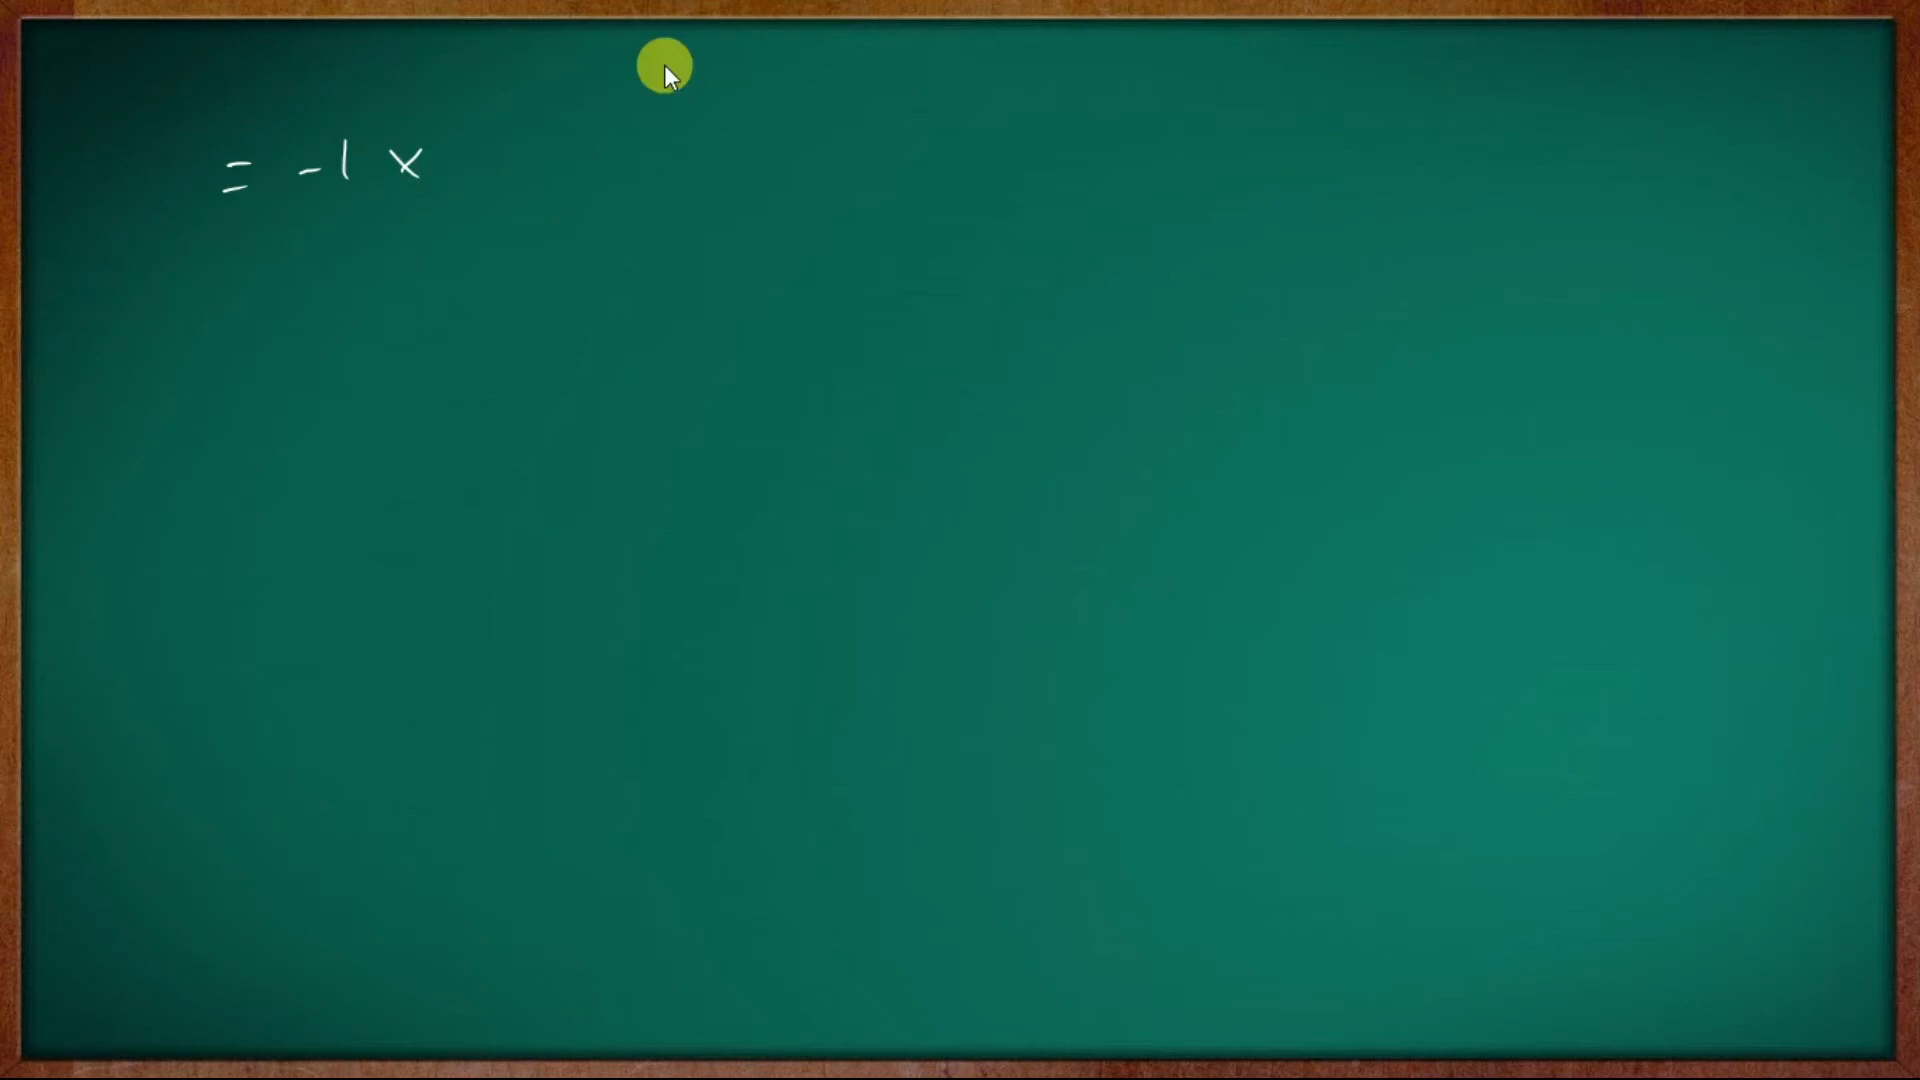 = -1 ×